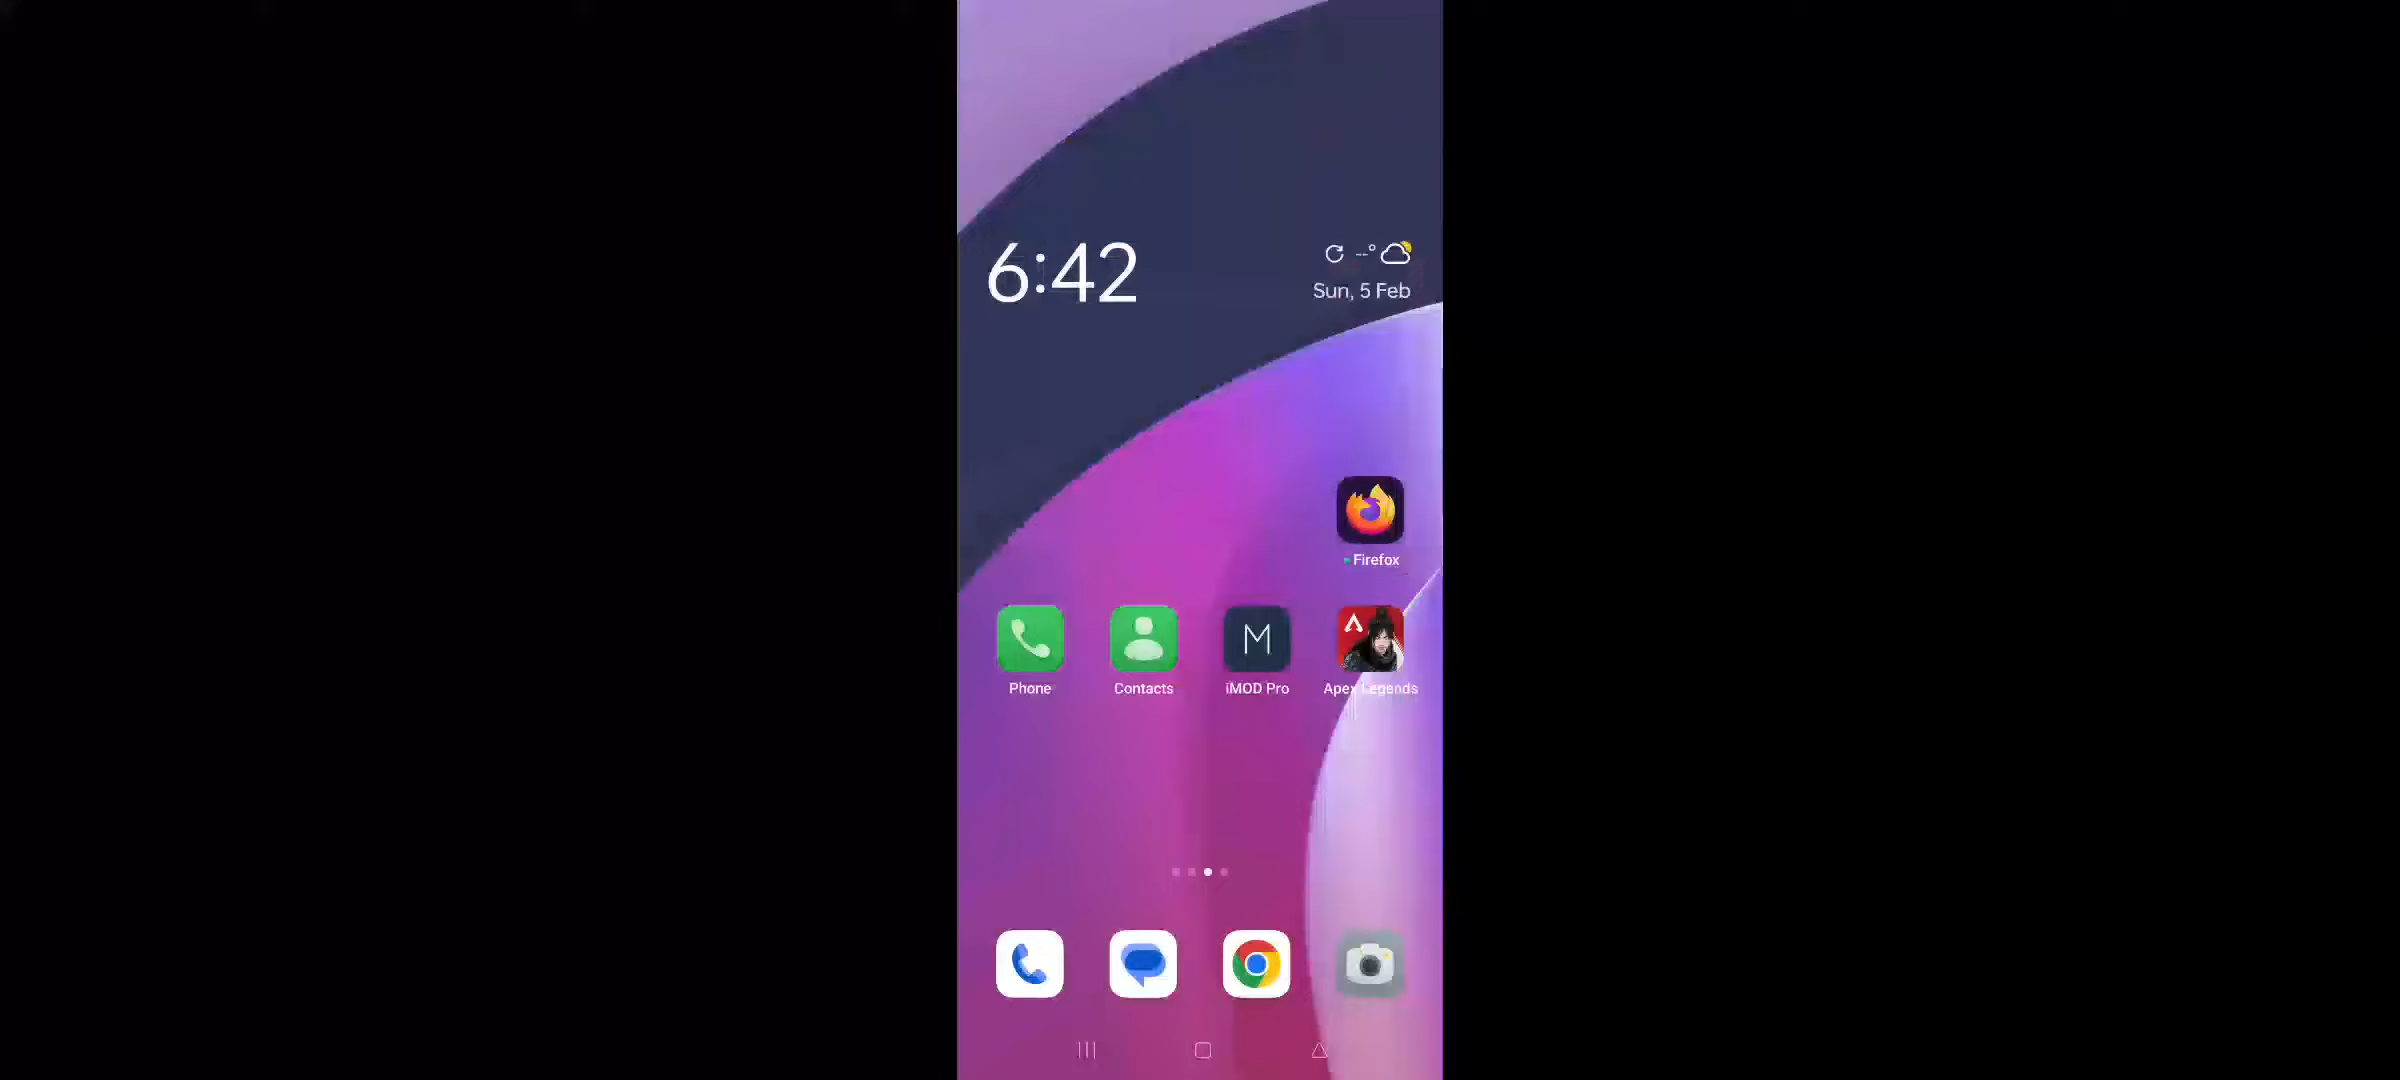 6:42
--°
Sun, 5 Feb
Firefox
Phone
Contacts
M
iMOD Pro
Apex Legends